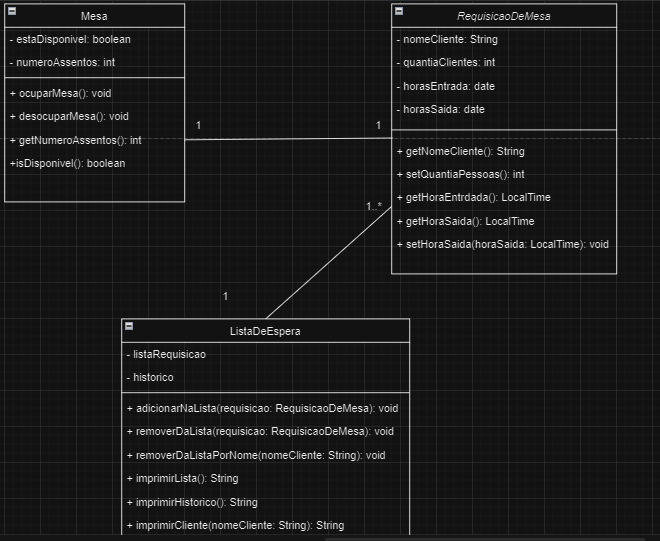 Mesa
- estaDisponivel: boolean
- numeroAssentos: int
+ ocuparMesa(): void
+ desocuparMesa(): void
+ getNumeroAssentos(): int
+isDisponivel(): boolean
1
1
RequisicaoDeMesa
- nomeCliente: String
- quantiaClientes: int
- horasEntrada: date
- horasSaida: date
+ getNomeCliente(): String
+ setQuantiaPessoas(): int
+ getHoraEntrdada(): LocalTime
+ getHoraSaida(): LocalTime
+ setHoraSaida(horaSaida: LocalTime): void
1..*
1
ListaDeEspera
- listaRequisicao
- historico
+ adicionarNaLista(requisicao: RequisicaoDeMesa): void
+ removerDaLista(requisicao: RequisicaoDeMesa): void
+ removerDaListaPorNome(nomeCliente: String): void
+ imprimirLista(): String
+ imprimirHistorico(): String
+ imprimirCliente(nomeCliente: String): String